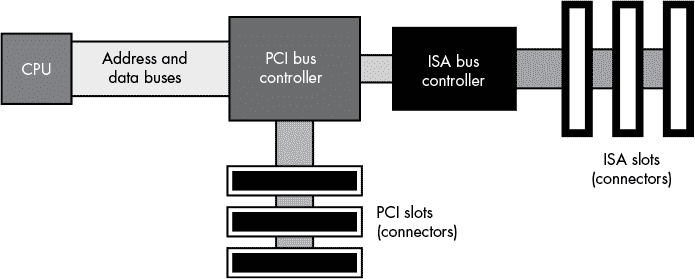 CPU
Address and
data buses
PCI bus
controller
ISA bus
controller
ISA slots
(connectors)
PCI slots
(connectors)